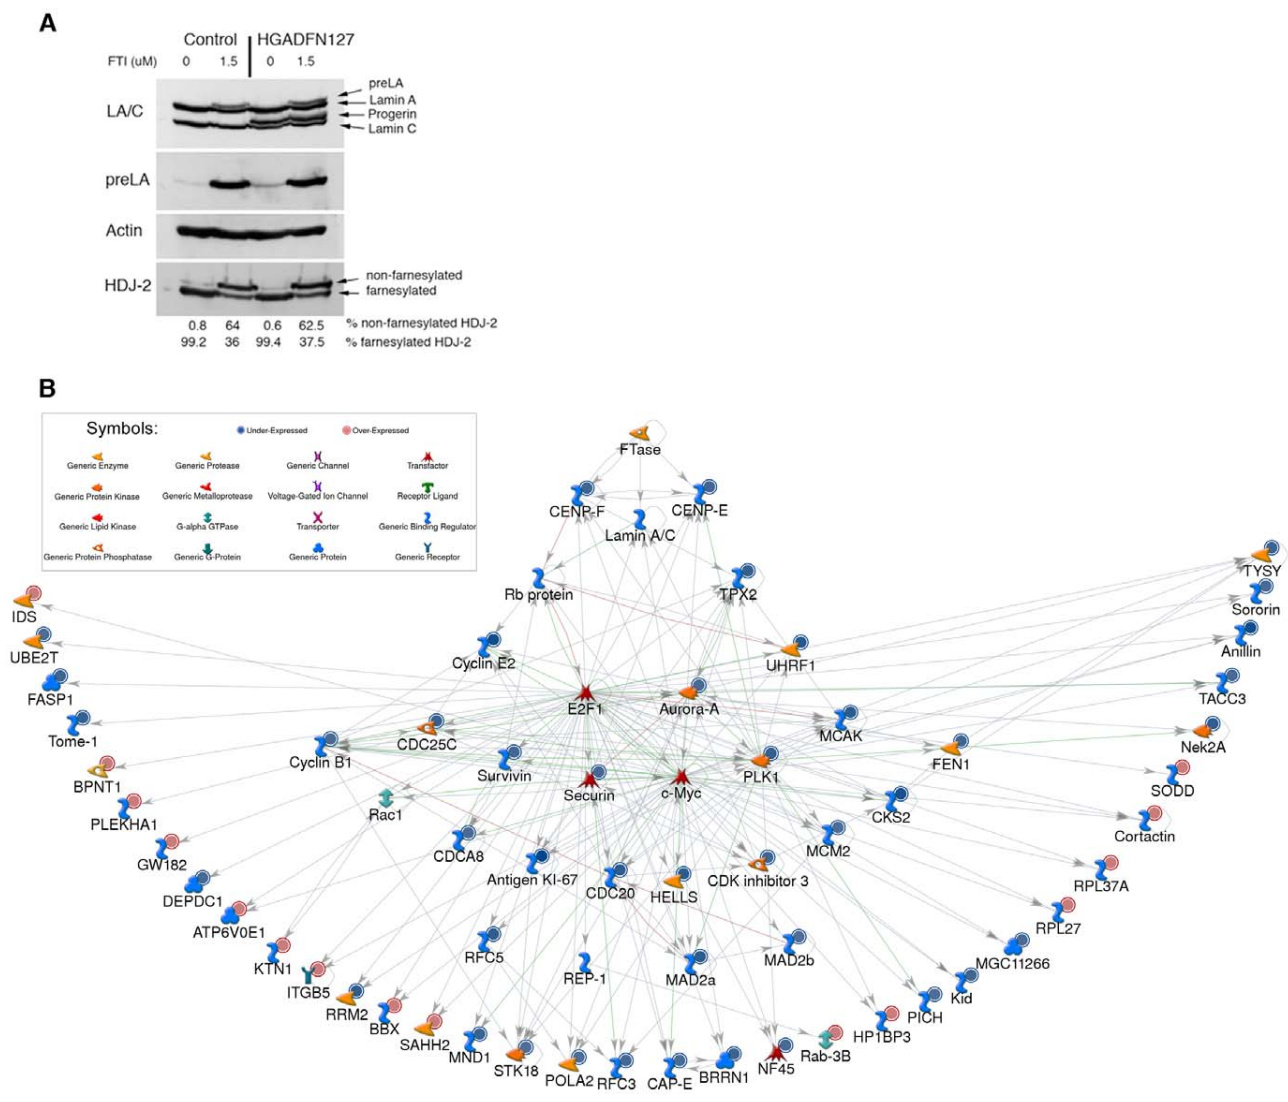 A
Control HGADFN127
FTI (uM) 0 1.5 0 1.5
LA/C
preLA
Lamin A
Progerin
Lamin C
preLA
Actin
HDJ-2
non-farnesylated
farnesylated
0.8 64 0.6 62.5 % non-farnesylated HDJ-2
99.2 36 99.4 37.5 % farnesylated HDJ-2
B
Symbols: Under-Expressed Over-Expressed
Generic Enzyme Generic Protease Generic Channel Transfactor
Generic Protein Kinase Generic Metalloprotease Voltage-Gated Ion Channel Receptor Ligand
Generic Lipid Kinase G-alpha GTPase Transporter Generic Binding Regulator
Generic Protein Phosphatase Generic G-Protein Generic Protein Generic Receptor
FTase
CENP-F CENP-E
Lamin A/C
TYSY
Rb protein TPX2
Sororin
IDS
Anillin
UBE2T Cyclin E2 UHRF1
FASP1 TACC3
E2F1 Aurora-A
Tome-1 CDC25C MCAK Nek2A
Cyclin B1 FEN1
Survivin PLK1
BPNT1 Securin c-Myc SODD
Rac1 CKS2
PLEKHA1 Cortactin
GW182 CDCA8 MCM2
Antigen KI-67 CDK inhibitor 3 RPL37A
DEPDC1 CDC20 HELLS
ATP6V0E1 RPL27
RFC5 MAD2b MGC11266
KTN1 REP-1 MAD2a
ITGB5 Kid
RRM2 PICH
BBX HP1BP3
SAHH2 MND1 Rab-3B
STK18 POLA2 RFC3 CAP-E BRRN1 NF45